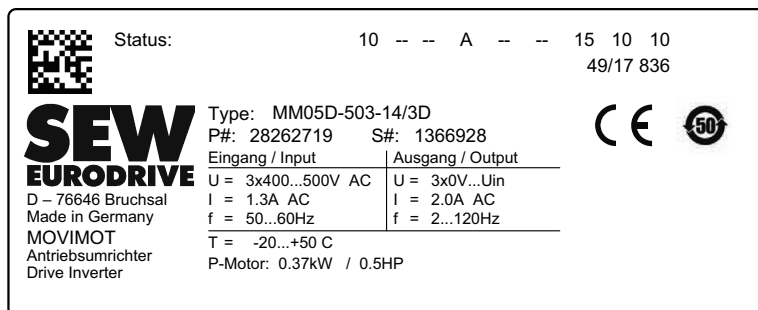 Status: 10 -- -- A -- -- 15 10 10
49/17 836
SEW
EURODRIVE
D – 76646 Bruchsal
Made in Germany
MOVIMOT
Antriebsumrichter
Drive Inverter
Type: MM05D-503-14/3D
P#: 28262719 S#: 1366928
Eingang / Input Ausgang / Output
U = 3x400...500V AC U = 3x0V...Uin
I = 1.3A AC I = 2.0A AC
f = 50...60Hz f = 2...120Hz
T = -20...+50 C
P-Motor: 0.37kW / 0.5HP
CE
50